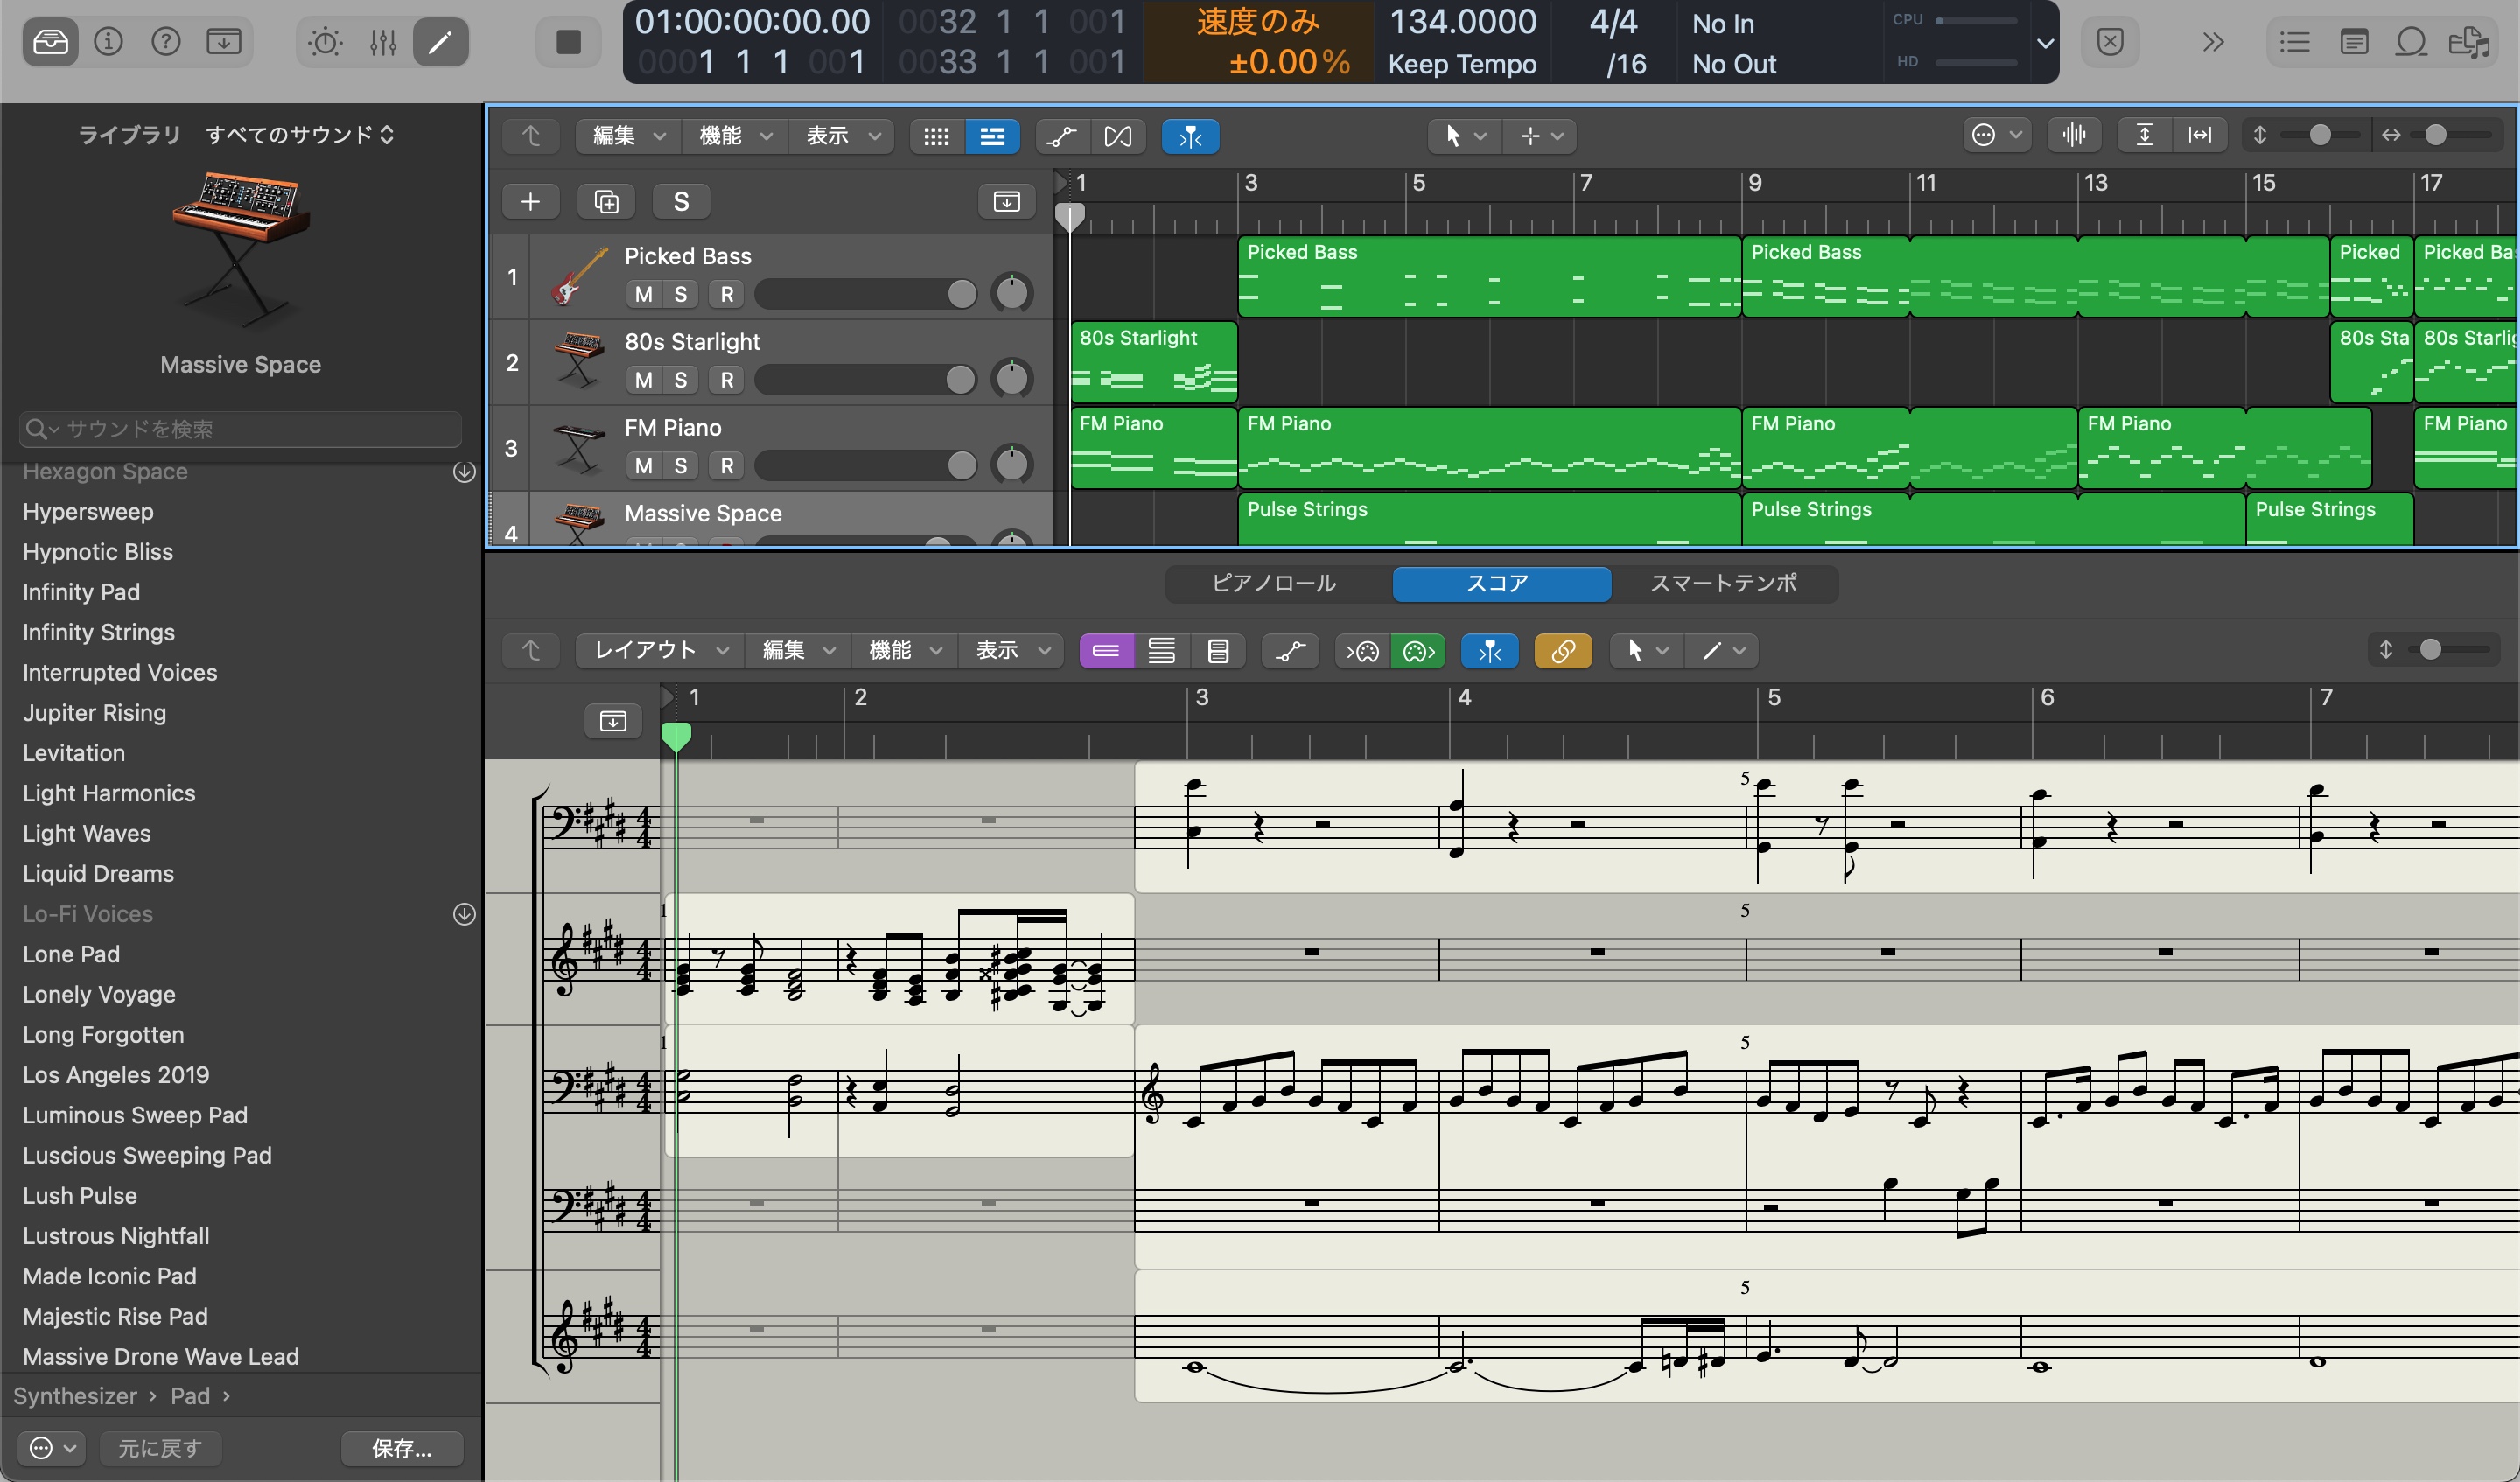 01:00:00:00.00
0001 1 1 001
0032 1 1 001
0033 1 1 001
速度のみ
±0.00%
134.0000
Keep Tempo
4/4
/16
No In
No Out
CPU
HD
ライブラリ すべてのサウンド
Massive Space
サウンドを検索
Hexagon Space
Hypersweep
Hypnotic Bliss
Infinity Pad
Infinity Strings
Interrupted Voices
Jupiter Rising
Levitation
Light Harmonics
Light Waves
Liquid Dreams
Lo-Fi Voices
Lone Pad
Lonely Voyage
Long Forgotten
Los Angeles 2019
Luminous Sweep Pad
Luscious Sweeping Pad
Lush Pulse
Lustrous Nightfall
Made Iconic Pad
Majestic Rise Pad
Massive Drone Wave Lead
Synthesizer › Pad ›
元に戻す 保存...
編集 機能 表示
S
1 3 5 7 9 11 13 15 17
1 Picked Bass
M S R
Picked Bass Picked Bass Picked Picked Ba
2 80s Starlight
M S R
80s Starlight 80s Sta 80s Starlig
3 FM Piano
M S R
FM Piano FM Piano FM Piano FM Piano FM Piano
4 Massive Space
Pulse Strings Pulse Strings Pulse Strings
ピアノロール スコア スマートテンポ
レイアウト 編集 機能 表示
1 2 3 4 5 6 7
5
1 5
1 5
5